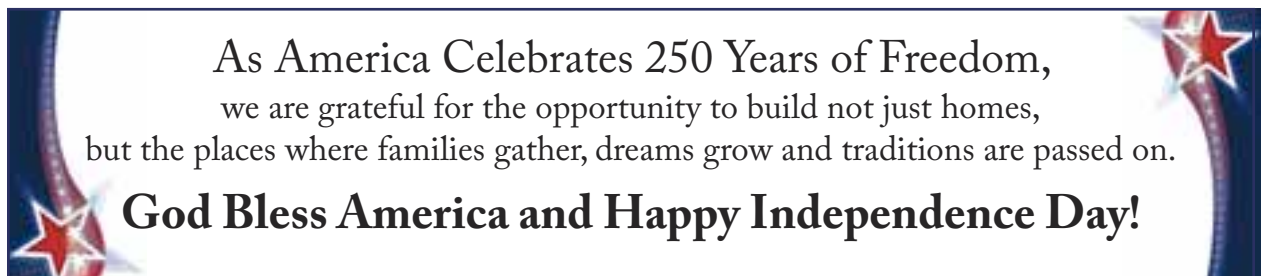 As America Celebrates 250 Years of Freedom,
we are grateful for the opportunity to build not just homes,
but the places where families gather, dreams grow and traditions are passed on.
God Bless America and Happy Independence Day!